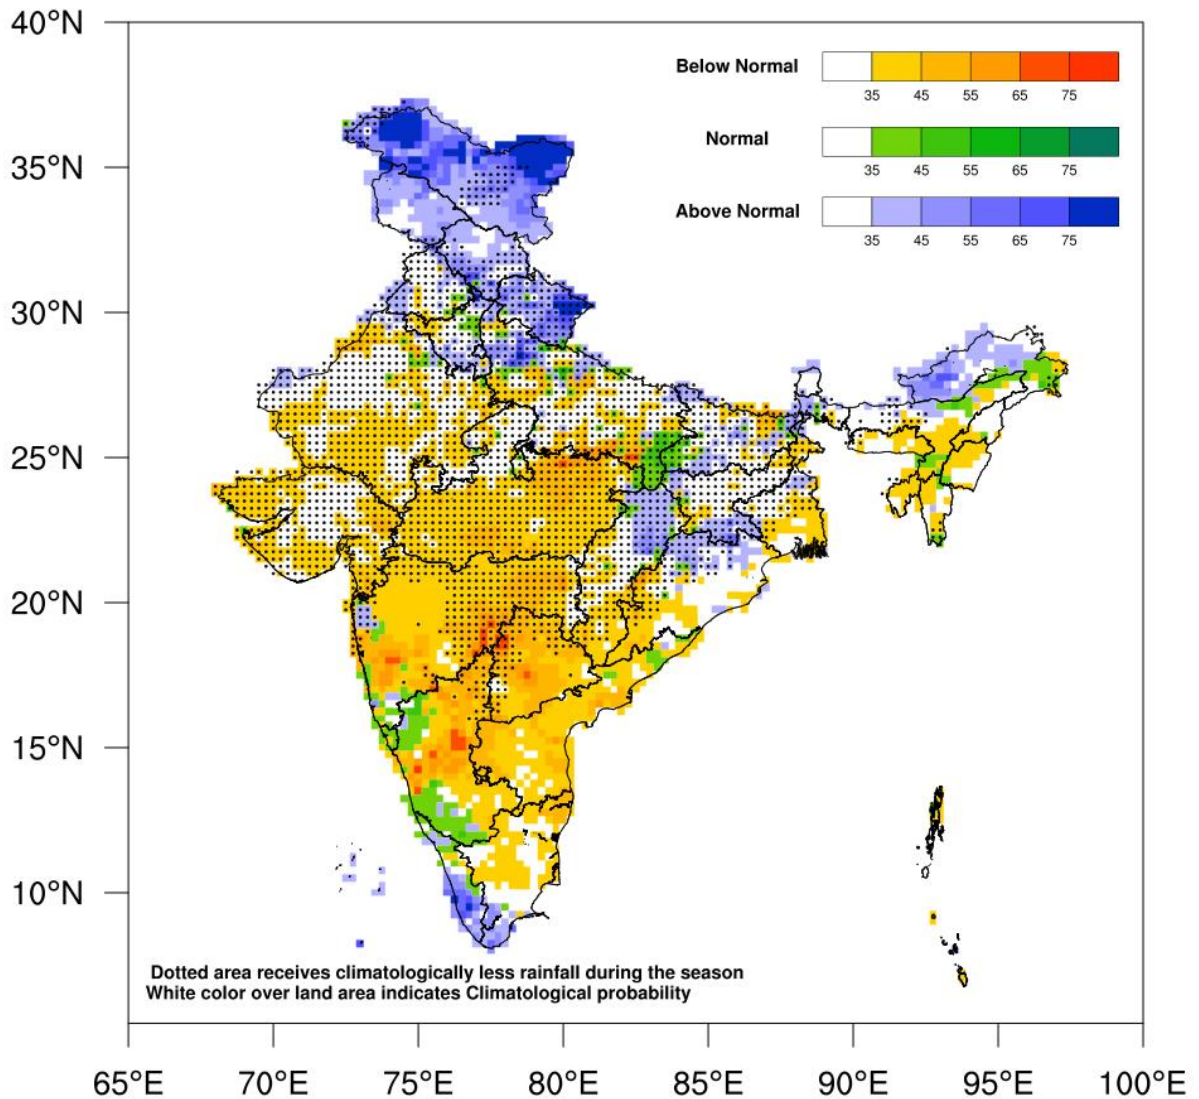 40°N
Below Normal
35 45 55 65 75
Normal
35 45 55 65 75
35°N
Above Normal
35 45 55 65 75
30°N
25°N
20°N
15°N
10°N
Dotted area receives climatologically less rainfall during the season
White color over land area indicates Climatological probability
65°E 70°E 75°E 80°E 85°E 90°E 95°E 100°E